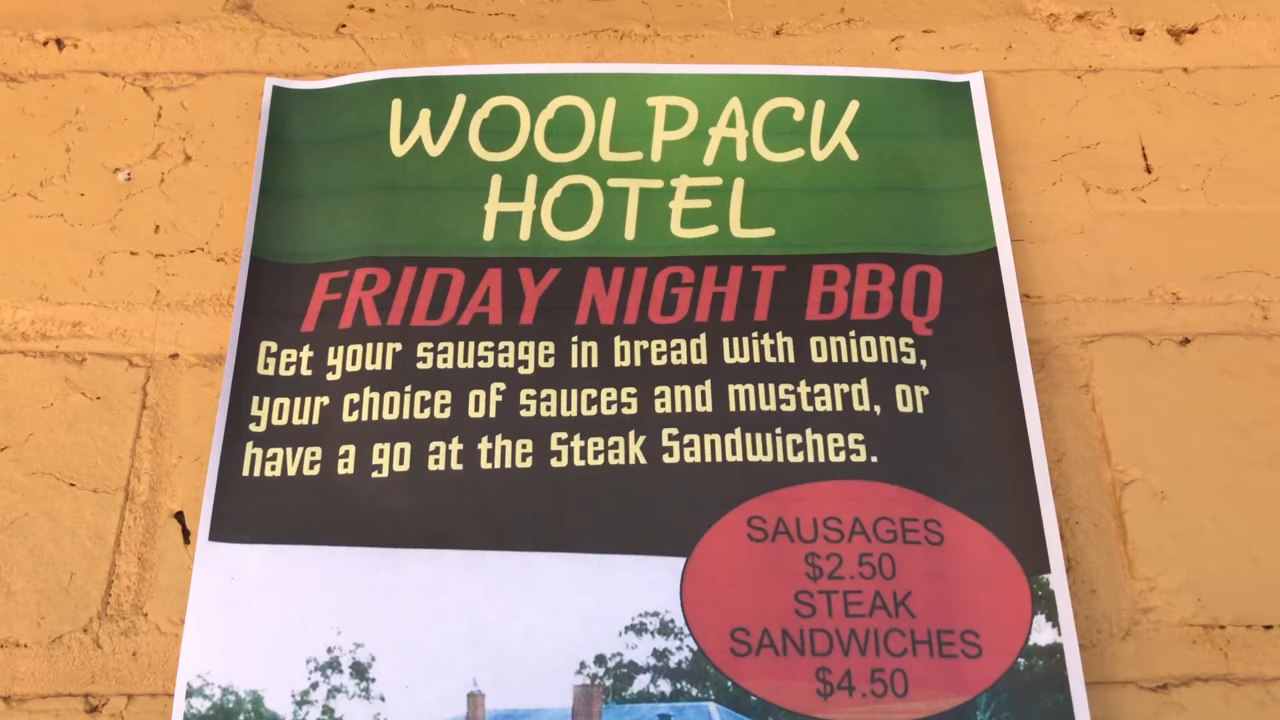 WOOLPACK
HOTEL
FRIDAY NIGHT BBQ
Get your sausage in bread with onions,
your choice of sauces and mustard, or
have a go at the Steak Sandwiches.
SAUSAGES
$2.50
STEAK
SANDWICHES
$4.50